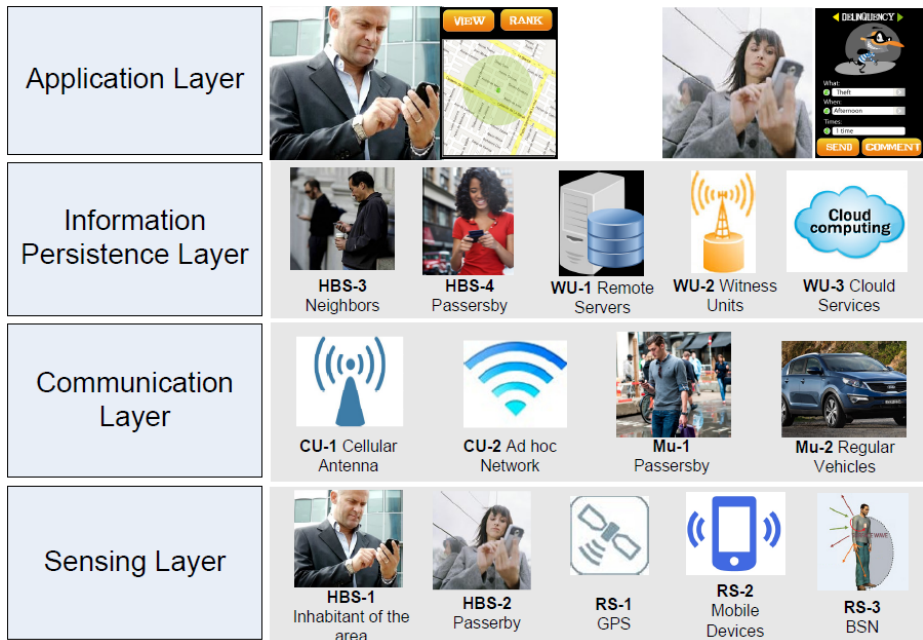 Application Layer
VIEW
RANK
DELINQUENCY
What:
Theft
When:
Afternoon
Times:
1 time
SEND
COMMENT
Information
Persistence Layer
Cloud
computing
HBS-3
Neighbors
HBS-4
Passersby
WU-1 Remote
Servers
WU-2 Witness
Units
WU-3 Clould
Services
Communication
Layer
CU-1 Cellular
Antenna
CU-2 Ad hoc
Network
Mu-1
Passersby
Mu-2 Regular
Vehicles
Sensing Layer
HBS-1
Inhabitant of the
area
HBS-2
Passerby
RS-1
GPS
RS-2
Mobile
Devices
WAVE
RS-3
BSN